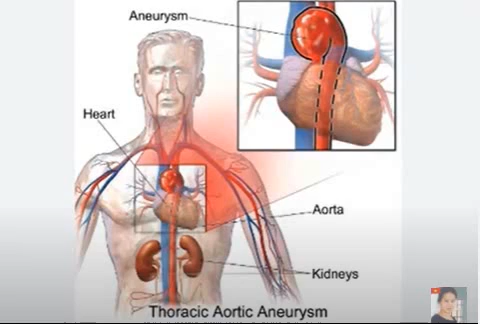 Aneurysm
Heart
Aorta
Kidneys
Thoracic Aortic Aneurysm